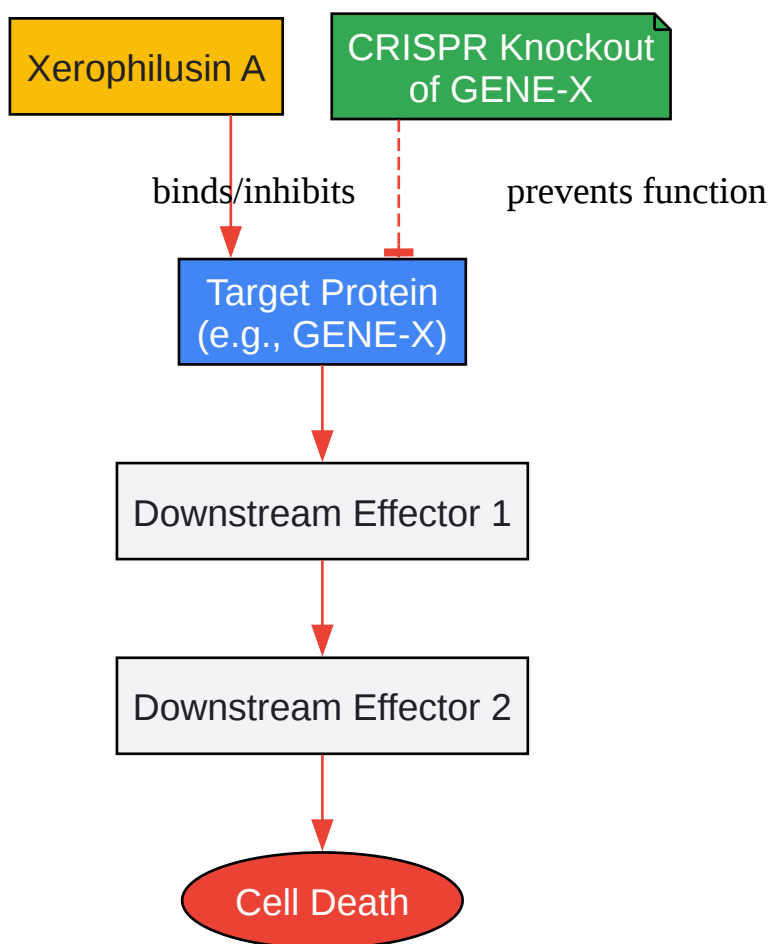 Xerophilusin A
CRISPR Knockout
of GENE-X
binds/inhibits
prevents function
Target Protein
(e.g., GENE-X)
Downstream Effector 1
Downstream Effector 2
Cell Death